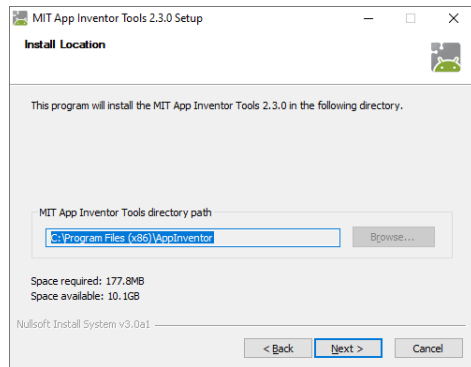 MIT App Inventor Tools 2.3.0 Setup
Install Location
This program will install the MIT App Inventor Tools 2.3.0 in the following directory.
MIT App Inventor Tools directory path
C:\Program Files (x86)\AppInventor
Browse...
Space required: 177.8MB
Space available: 10.1GB
Nullsoft Install System v3.0a1
< Back Next > Cancel